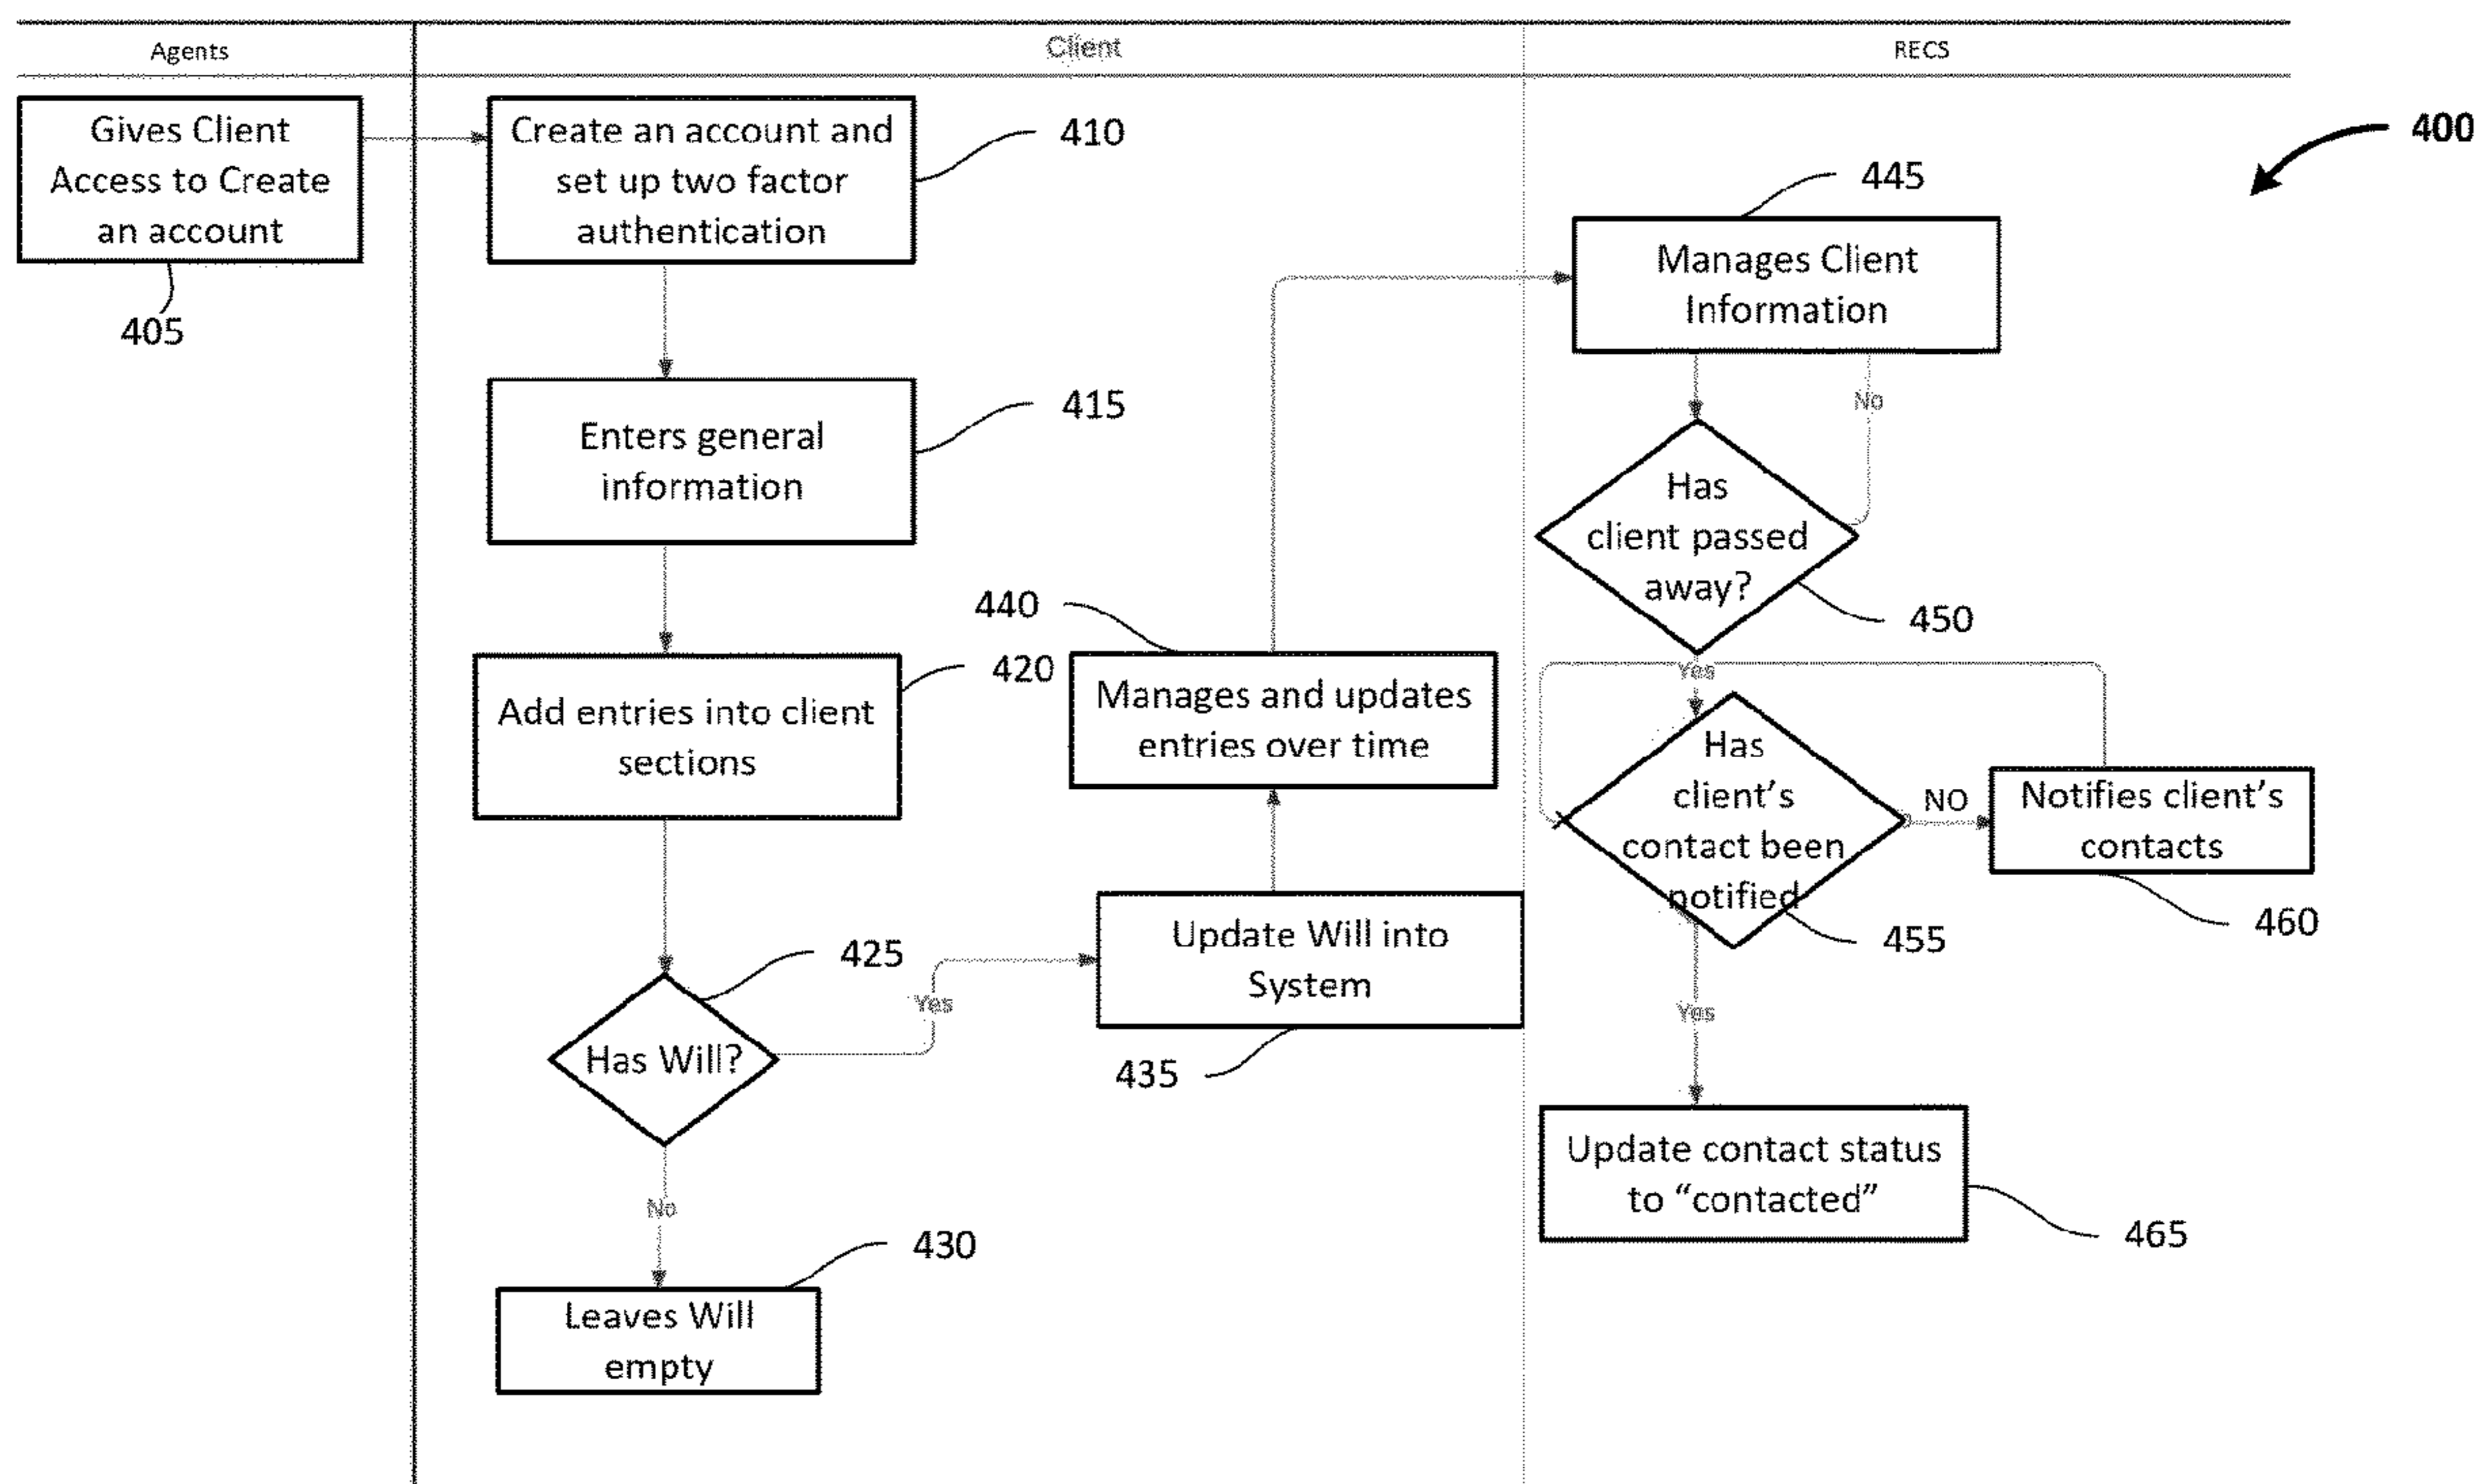 Agents
Client
RECS
Gives Client
Access to Create
an account
405
Create an account and
set up two factor
authentication
410
400
Enters general
information
415
Add entries into client
sections
420
Has Will?
425
Yes
No
Leaves Will
empty
430
Update Will into
System
435
Manages and updates
entries over time
440
Manages Client
Information
445
No
Has
client passed
away?
450
Yes
Has
client's
contact been
notified
455
NO
Notifies client's
contacts
460
Yes
Update contact status
to “contacted”
465